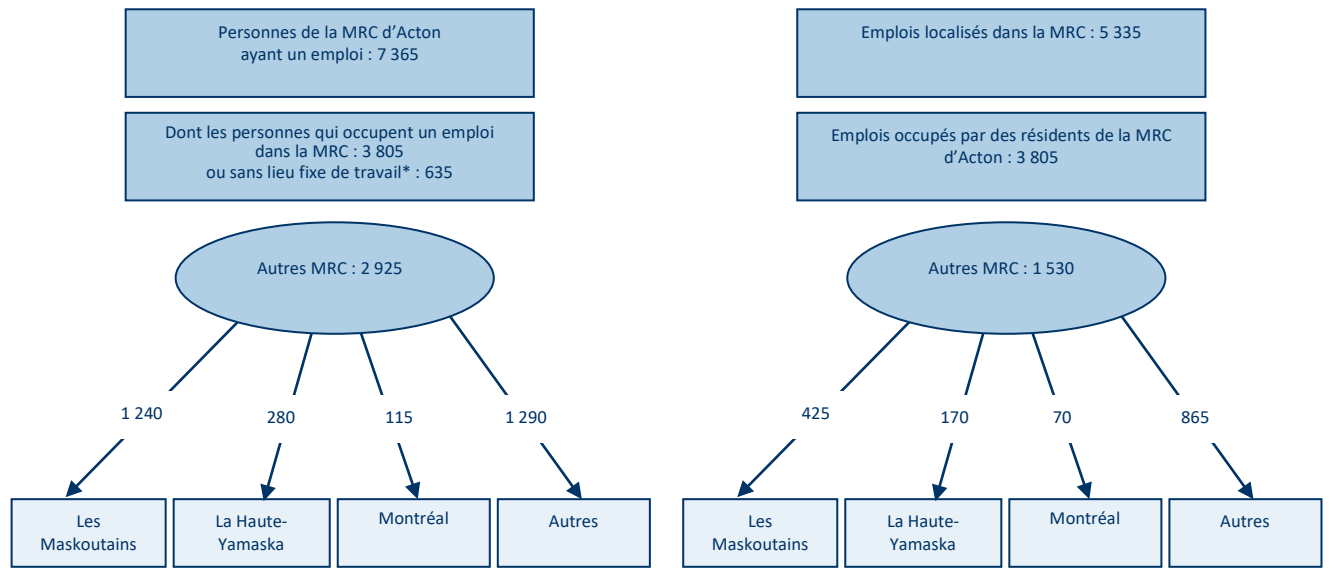 Personnes de la MRC d’Acton
ayant un emploi : 7 365
Dont les personnes qui occupent un emploi
dans la MRC : 3 805
ou sans lieu fixe de travail* : 635
Autres MRC : 2 925
1 240
280
115
1 290
Les
Maskoutains
La Haute-
Yamaska
Montréal
Autres
Emplois localisés dans la MRC : 5 335
Emplois occupés par des résidents de la MRC
d’Acton : 3 805
Autres MRC : 1 530
425
170
70
865
Les
Maskoutains
La Haute-
Yamaska
Montréal
Autres